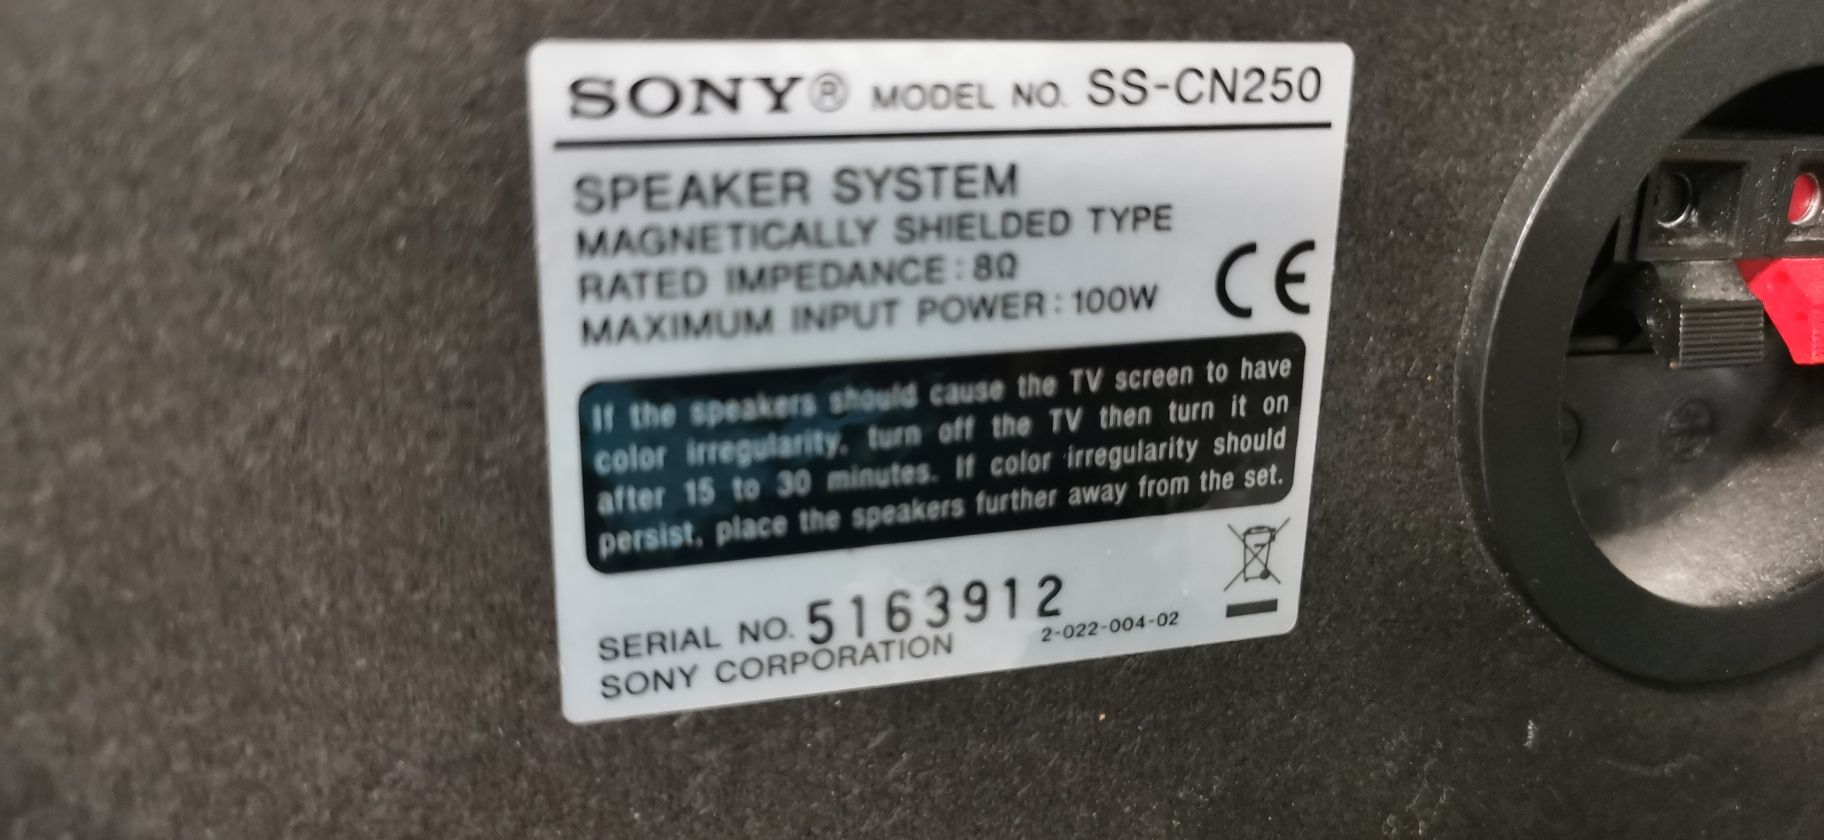 SONY® MODEL NO. SS-CN250
SPEAKER SYSTEM
MAGNETICALLY SHIELDED TYPE
RATED IMPEDANCE : 8Ω
MAXIMUM INPUT POWER : 100W
CE
If the speakers should cause the TV screen to have
color irregularity, turn off the TV then turn it on
after 15 to 30 minutes. If color irregularity should
persist, place the speakers further away from the set.
SERIAL NO. 5163912
SONY CORPORATION
2-022-004-02